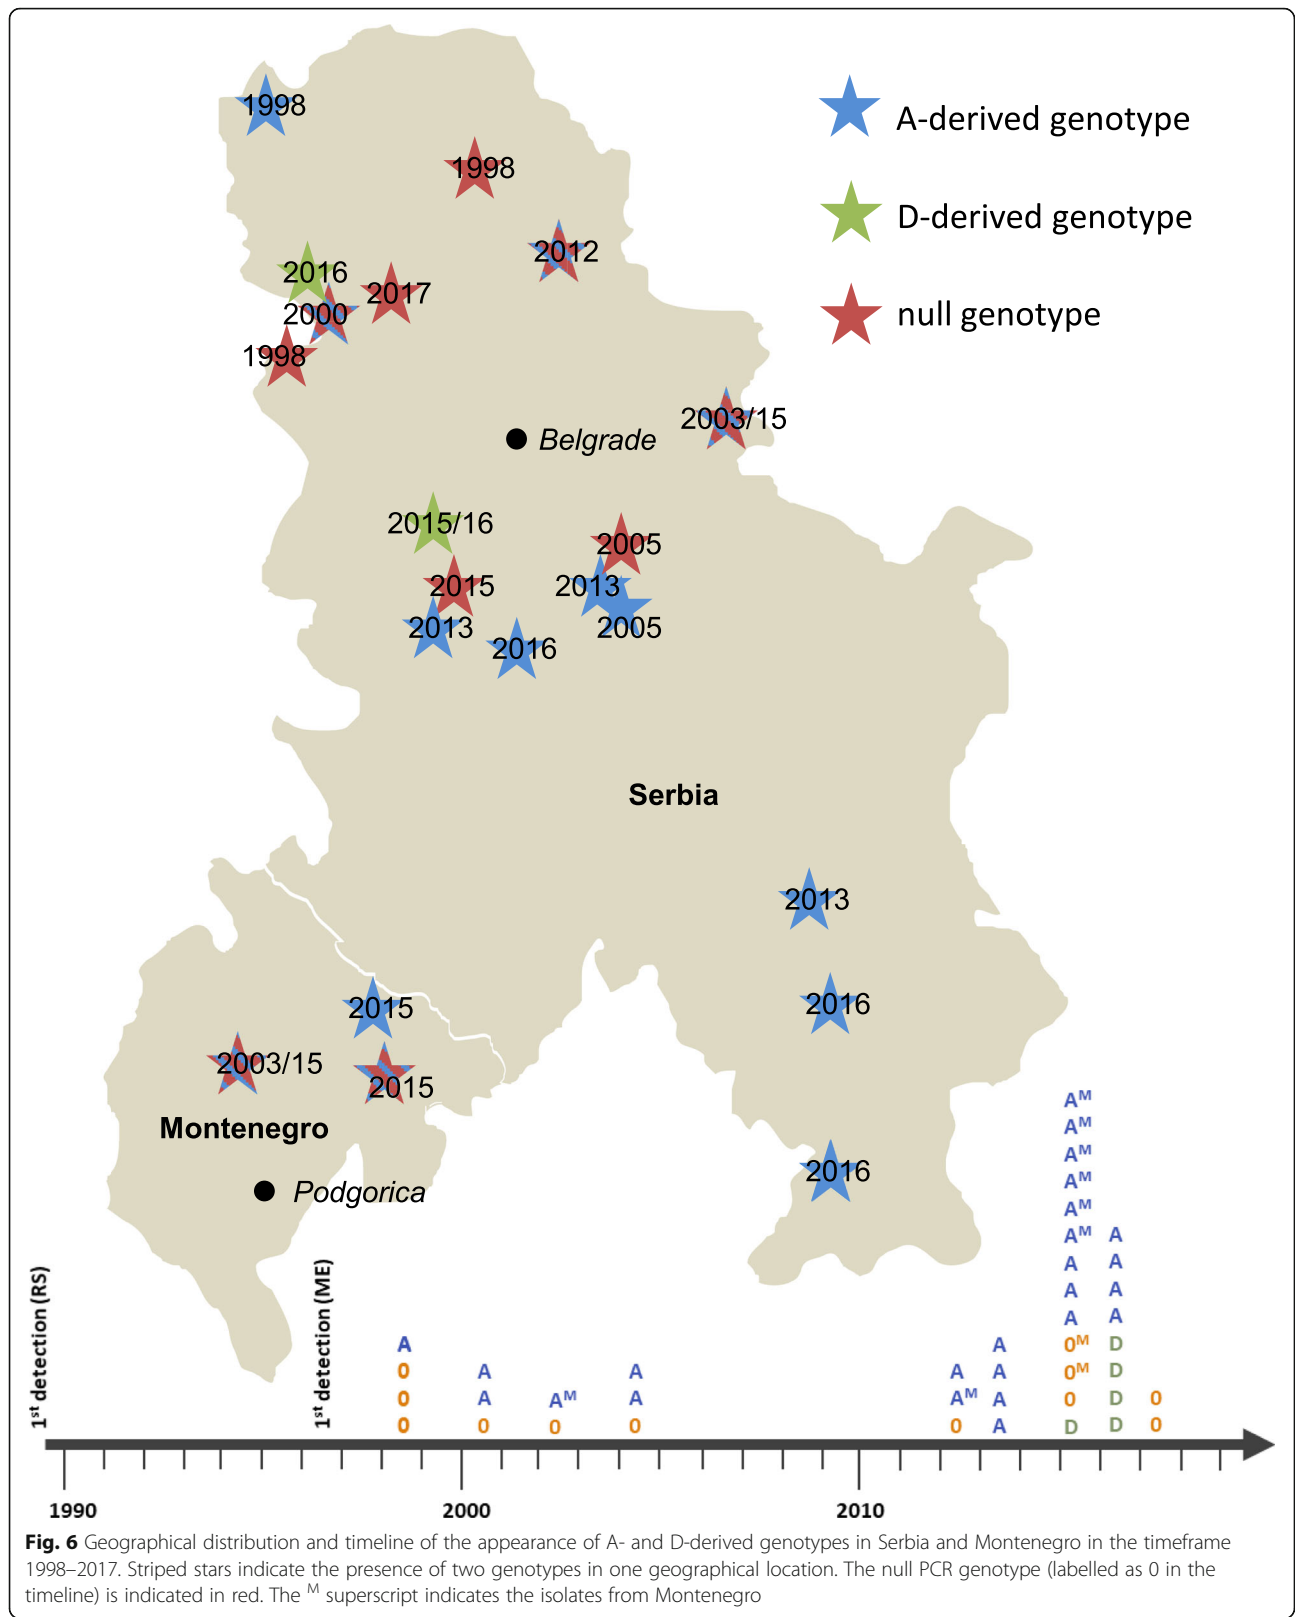 1998
A-derived genotype
1998
D-derived genotype
2012
2016
2017
2000
null genotype
1998
2003/15
Belgrade
2015/16
2005
2015
2013
2013
2005
2016
Serbia
2013
2015
2016
2003/15
2015
Montenegro
2016
Podgorica
1st detection (RS)
1st detection (ME)
A
0
0
0
A
A
0
AM
0
A
A
0
A
AM
0
A
A
A
A
AM
AM
AM
AM
AM
AM
A
A
A
0M
0M
0
D
A
A
A
A
D
D
D
D
0
0
1990
2000
2010
Fig. 6 Geographical distribution and timeline of the appearance of A- and D-derived genotypes in Serbia and Montenegro in the timeframe
1998–2017. Striped stars indicate the presence of two genotypes in one geographical location. The null PCR genotype (labelled as 0 in the
timeline) is indicated in red. The M superscript indicates the isolates from Montenegro